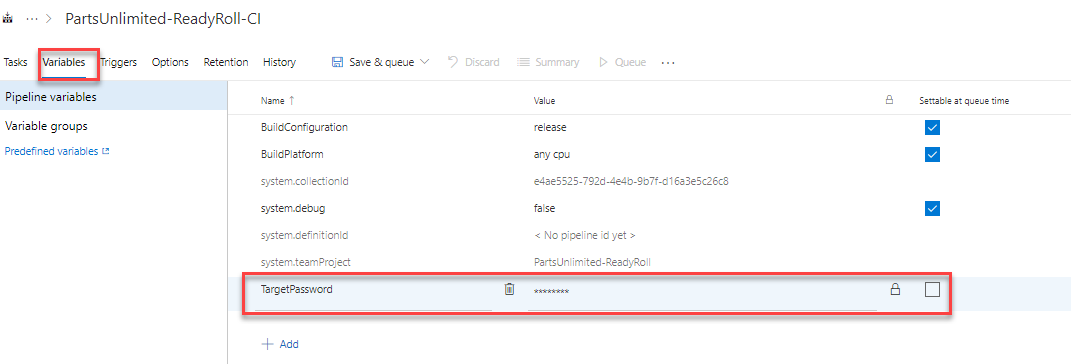 ··· > PartsUnlimited-ReadyRoll-CI
Tasks Variables Triggers Options Retention History Save & queue Discard Summary Queue ···
Pipeline variables
Variable groups
Predefined variables
Name ↑ Value Settable at queue time
BuildConfiguration release
BuildPlatform any cpu
system.collectionId e4ae5525-792d-4e4b-9b7f-d16a3e5c26c8
system.debug false
system.definitionId < No pipeline id yet >
system.teamProject PartsUnlimited-ReadyRoll
TargetPassword ********
+ Add